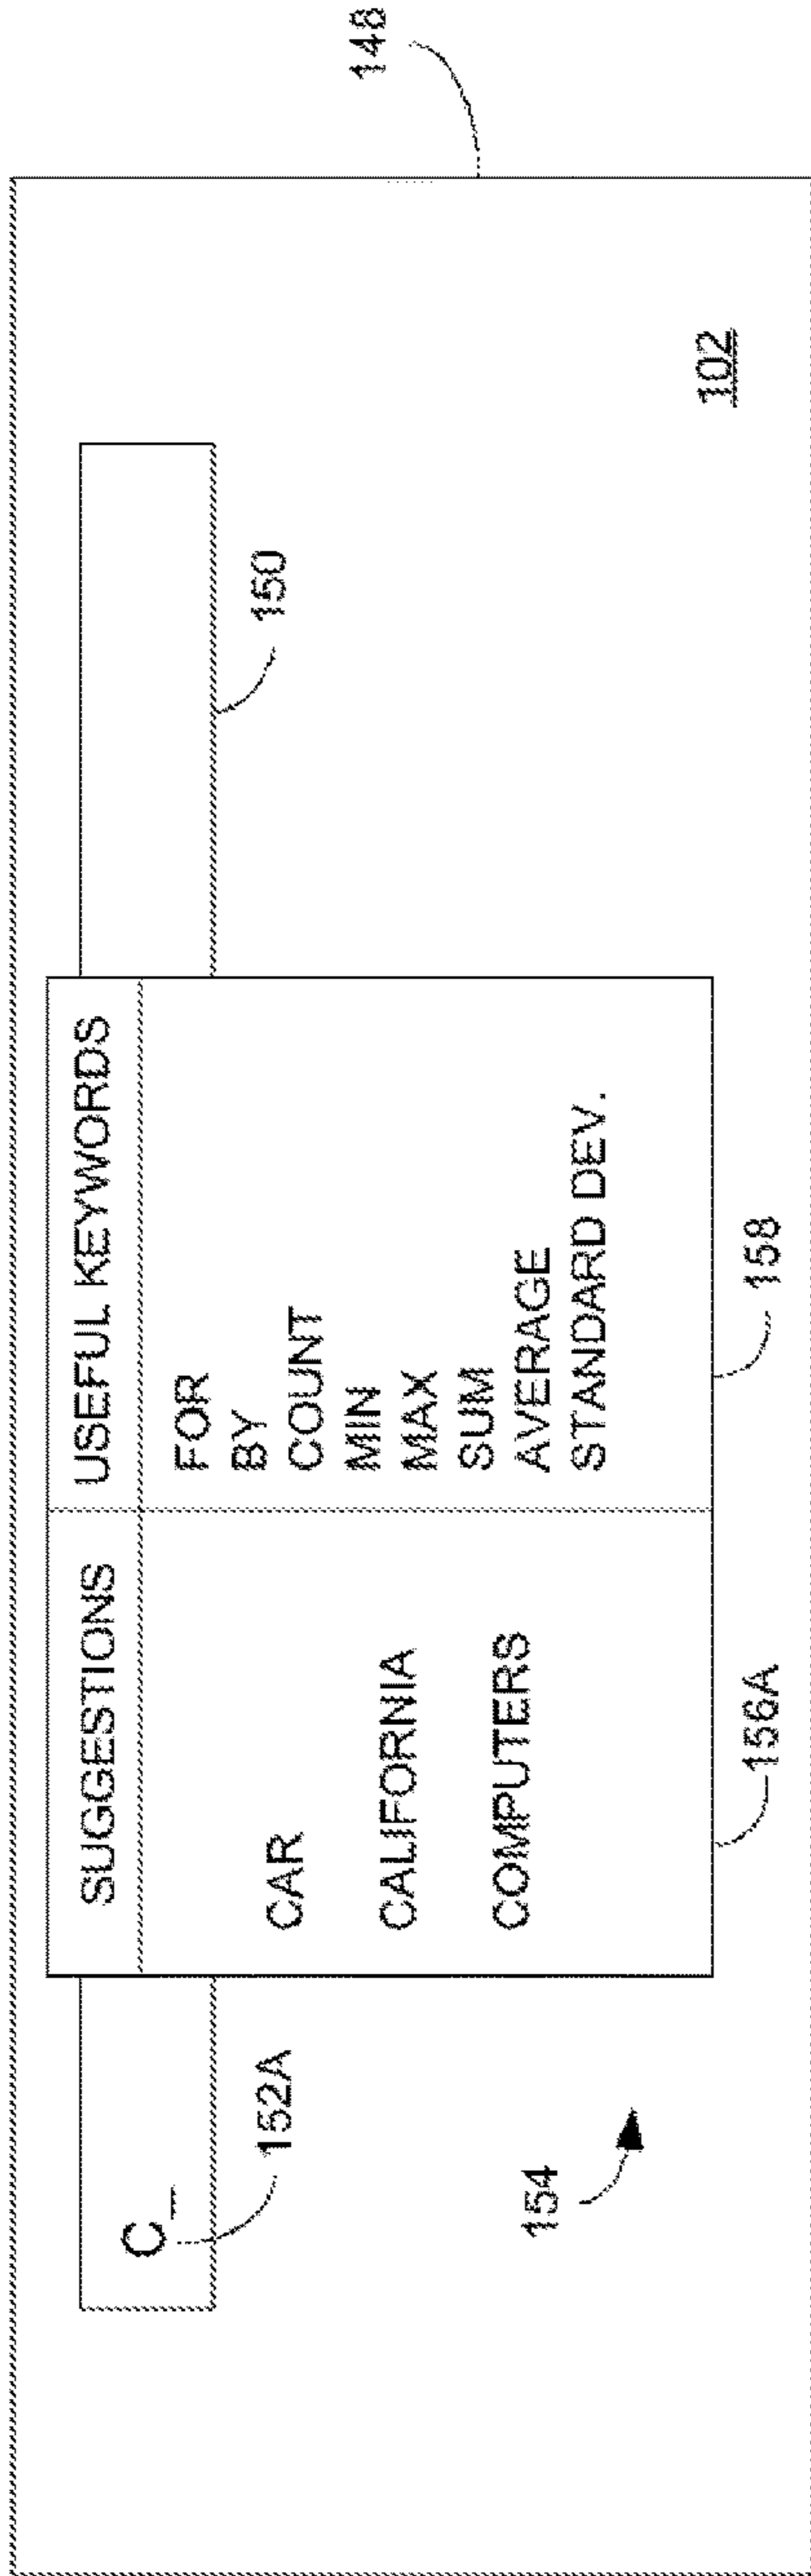 148
C_
152A
SUGGESTIONS
USEFUL KEYWORDS
150
CAR
CALIFORNIA
COMPUTERS
FOR
BY
COUNT
MIN
MAX
SUM
AVERAGE
STANDARD DEV.
102
154
156A
158